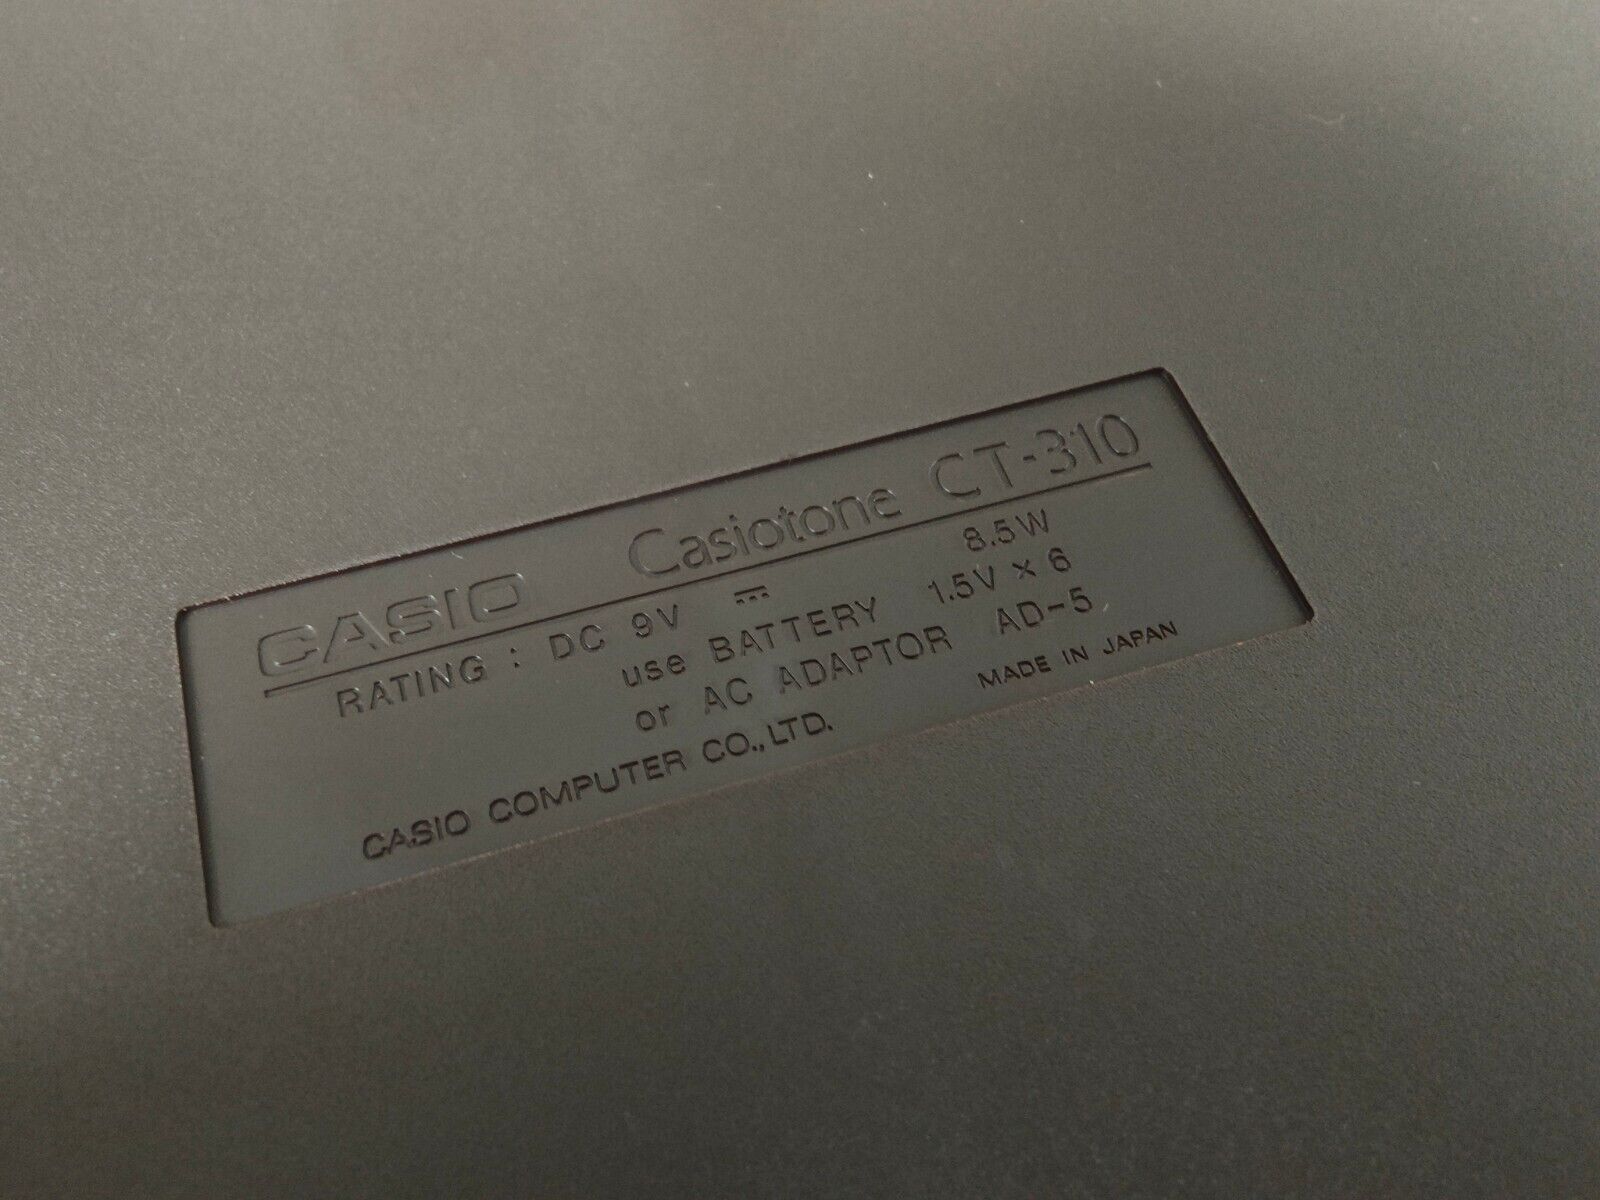 CASIO Casiotone CT-310
RATING : DC 9V ⎓ 8.5W
use BATTERY 1.5V × 6
or AC ADAPTOR AD-5
CASIO COMPUTER CO.,LTD. MADE IN JAPAN